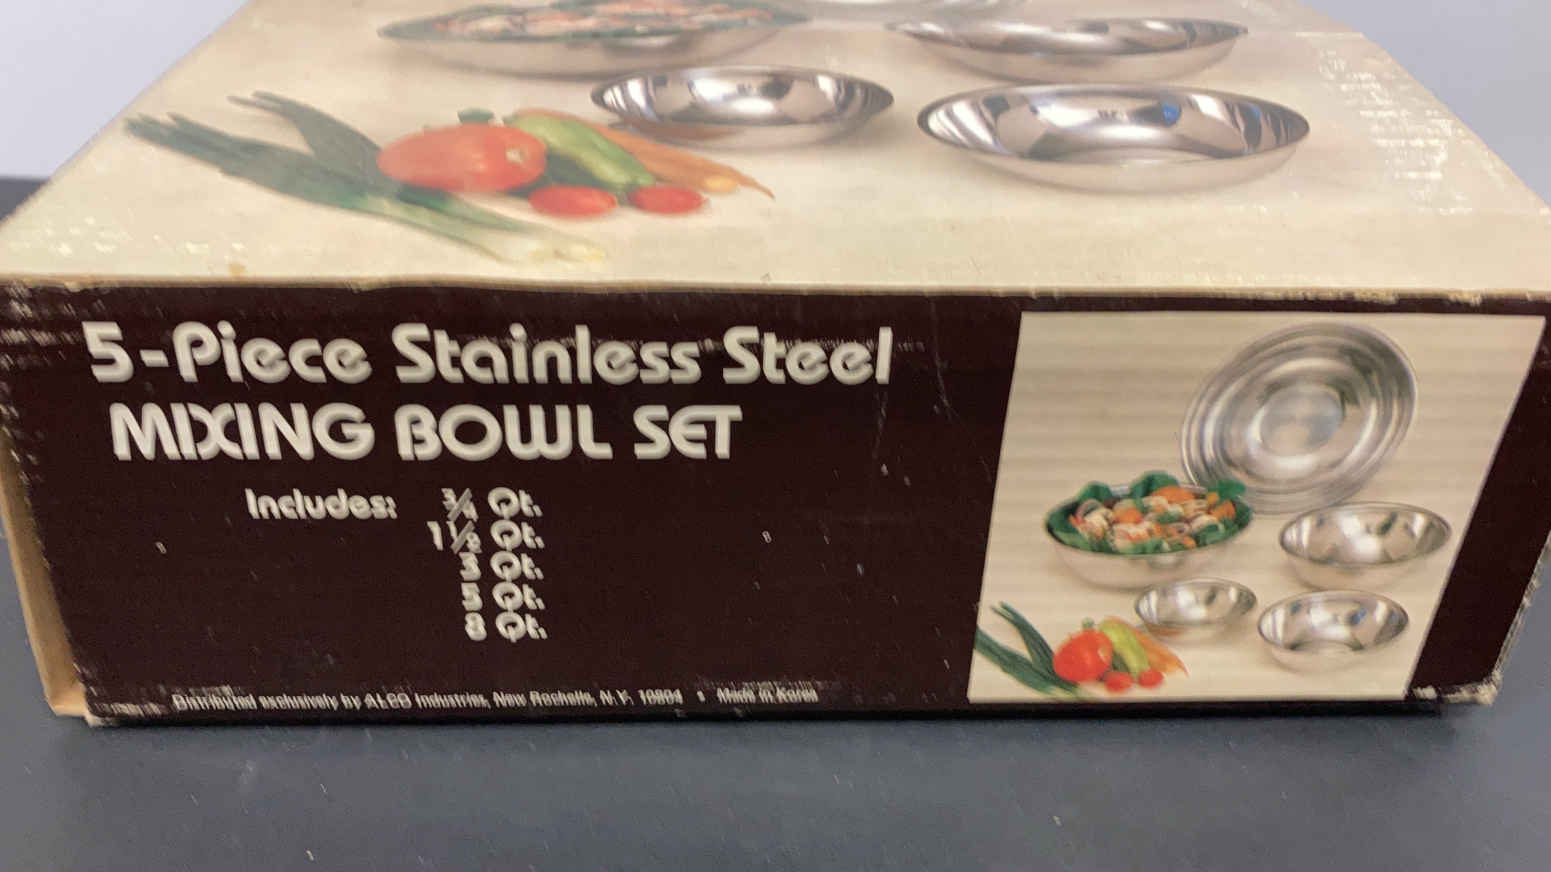 5-Piece Stainless Steel
MIXING BOWL SET
Includes: 3/4 Qt.
1 1/2 Qt.
3 Qt.
5 Qt.
8 Qt.
Distributed exclusively by ALCO Industries, New Rochelle, N.Y. 10804 • Made in Korea